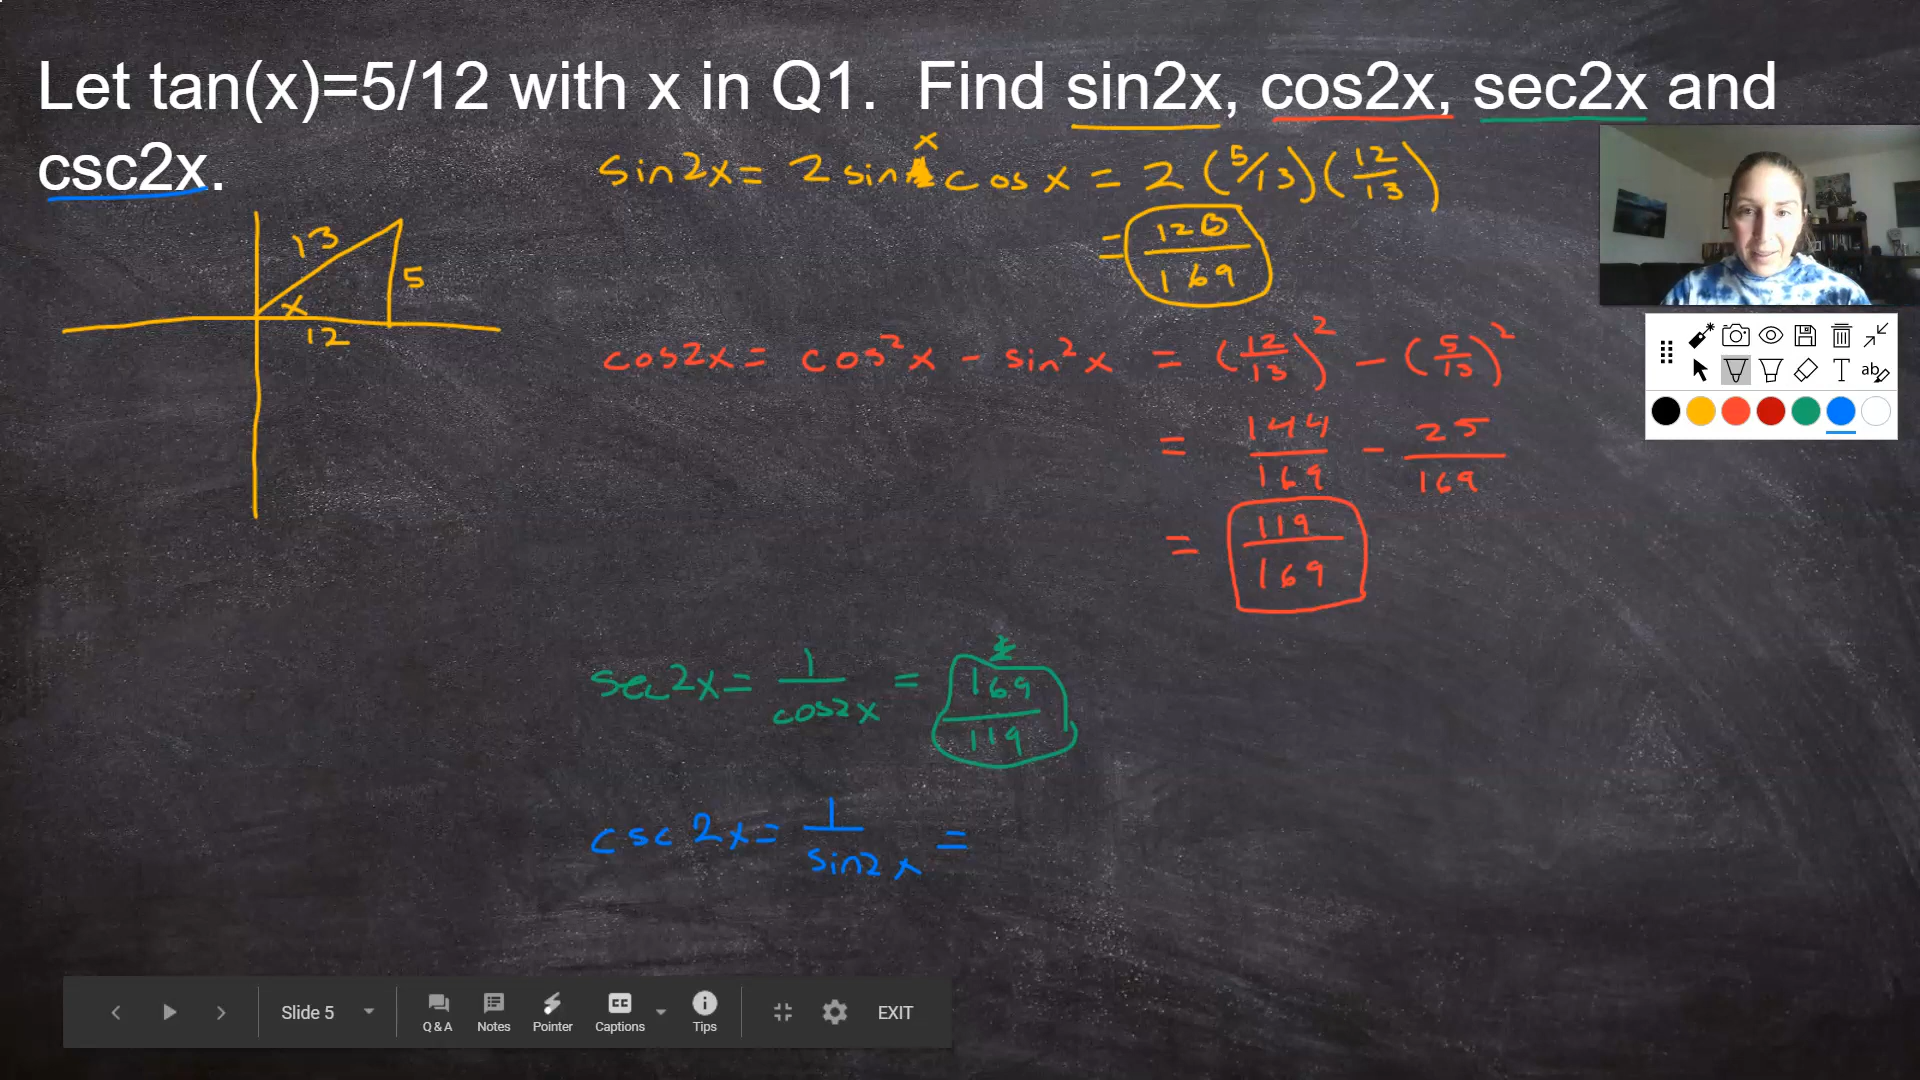 Let tan(x)=5/12 with x in Q1. Find sin2x, cos2x, sec2x and
csc2x.
sin2x = 2 sin x cos x = 2 (5/13)(12/13)
= 120/169
13
5
x
12
cos2x = cos²x - sin²x = (12/13)² - (5/13)²
= 144/169 - 25/169
= 119/169
sec2x = 1/cos2x = 169/119
csc 2x = 1/sin2x =
T ab
Slide 5 Q&A Notes Pointer CC Captions Tips EXIT